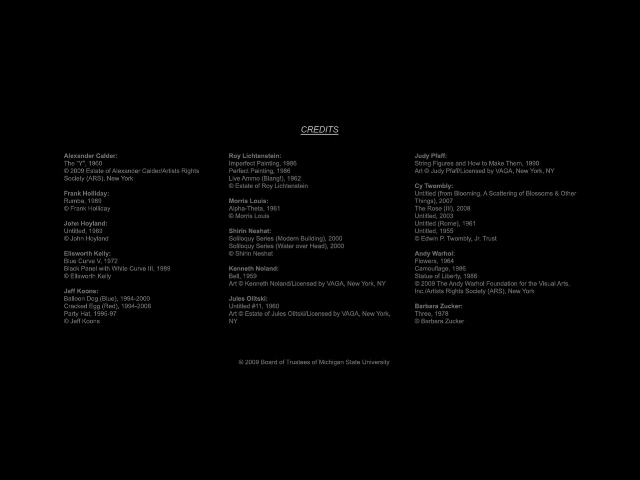 CREDITS
Alexander Calder:
The "Y", 1960
© 2009 Estate of Alexander Calder/Artists Rights
Society (ARS), New York
Frank Holliday:
Rumba, 1989
© Frank Holliday
John Hoyland:
Untitled, 1969
© John Hoyland
Ellsworth Kelly:
Blue Curve V, 1972
Black Panel with White Curve III, 1989
© Ellsworth Kelly
Jeff Koons:
Balloon Dog (Blue), 1994-2000
Cracked Egg (Red), 1994-2006
Party Hat, 1995-97
© Jeff Koons
Roy Lichtenstein:
Imperfect Painting, 1986
Perfect Painting, 1986
Live Ammo (Blang!), 1962
© Estate of Roy Lichtenstein
Morris Louis:
Alpha-Theta, 1961
© Morris Louis
Shirin Neshat:
Soliloquy Series (Modern Building), 2000
Soliloquy Series (Water over Head), 2000
© Shirin Neshat
Kenneth Noland:
Bell, 1959
Art © Kenneth Noland/Licensed by VAGA, New York, NY
Jules Olitski:
Untitled #11, 1960
Art © Estate of Jules Olitski/Licensed by VAGA, New York,
NY
Judy Pfaff:
String Figures and How to Make Them, 1990
Art © Judy Pfaff/Licensed by VAGA, New York, NY
Cy Twombly:
Untitled (from Blooming, A Scattering of Blossoms & Other
Things), 2007
The Rose (III), 2008
Untitled, 2003
Untitled (Rome), 1961
Untitled, 1955
© Edwin P. Twombly, Jr. Trust
Andy Warhol:
Flowers, 1964
Camouflage, 1986
Statue of Liberty, 1986
© 2009 The Andy Warhol Foundation for the Visual Arts,
Inc./Artists Rights Society (ARS), New York
Barbara Zucker:
Three, 1978
© Barbara Zucker
© 2009 Board of Trustees of Michigan State University